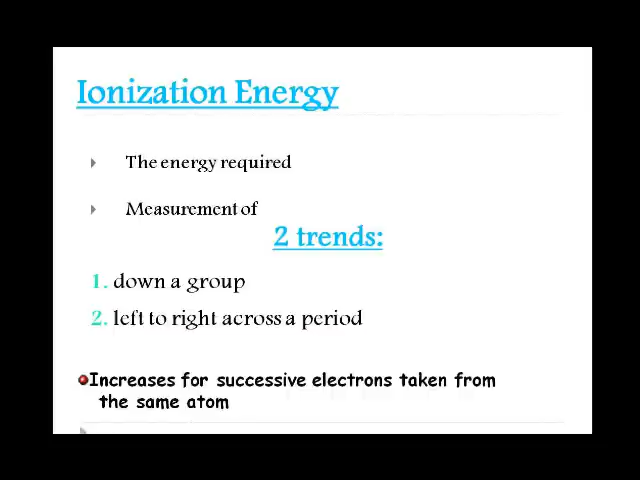 Ionization Energy
The energy required
Measurement of
2 trends:
1. down a group
2. left to right across a period
Increases for successive electrons taken from
the same atom